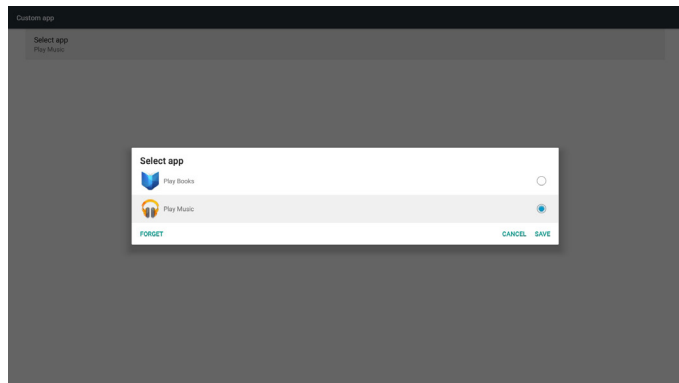 Custom app
Select app
Play Music
Select app
Play Books
Play Music
FORGET
CANCEL SAVE